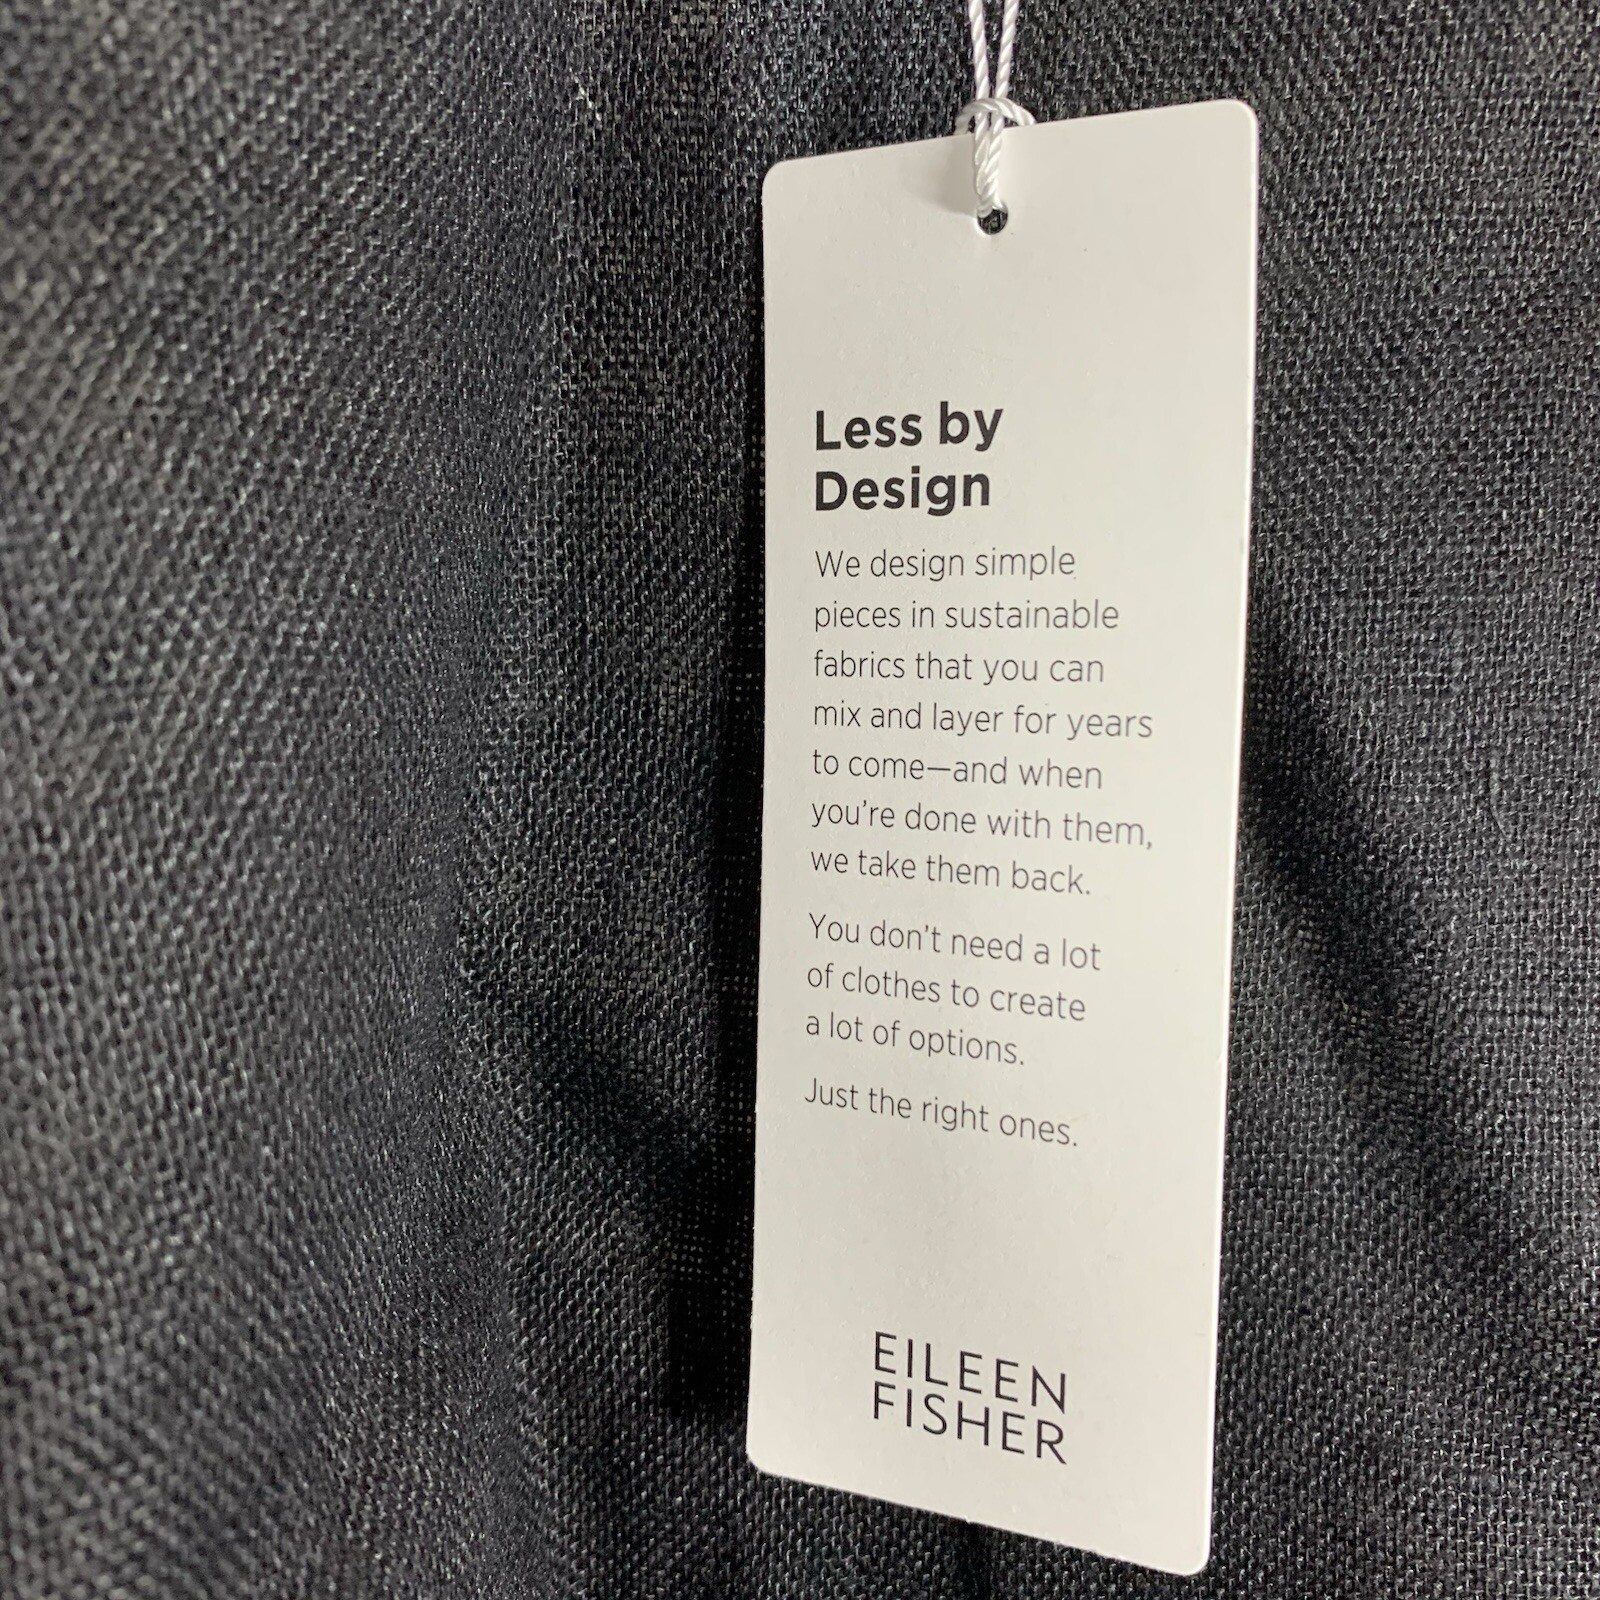 Less by
Design
We design simple
pieces in sustainable
fabrics that you can
mix and layer for years
to come—and when
you're done with them,
we take them back.
You don't need a lot
of clothes to create
a lot of options.
Just the right ones.
EILEEN
FISHER